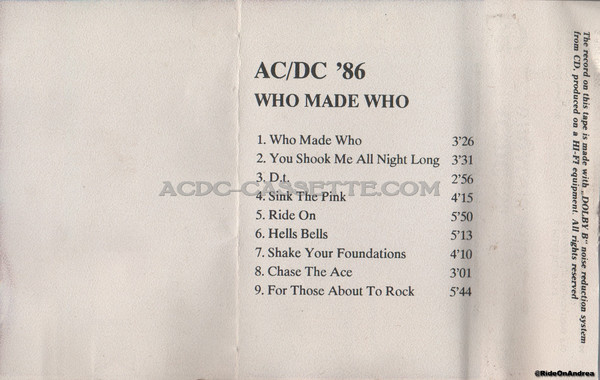 AC/DC ’86
WHO MADE WHO
1. Who Made Who 3’26
2. You Shook Me All Night Long 3’31
3. D.t. 2’56
ACDC-CASSETTE.COM
4. Sink The Pink 4’15
5. Ride On 5’50
6. Hells Bells 5’13
7. Shake Your Foundations 4’10
8. Chase The Ace 3’01
9. For Those About To Rock 5’44
The record on this tape is made with „DOLBY B” noise reduction system
from CD, produced on a HI-FI equipment. All rights reserved
@RideOnAndrea